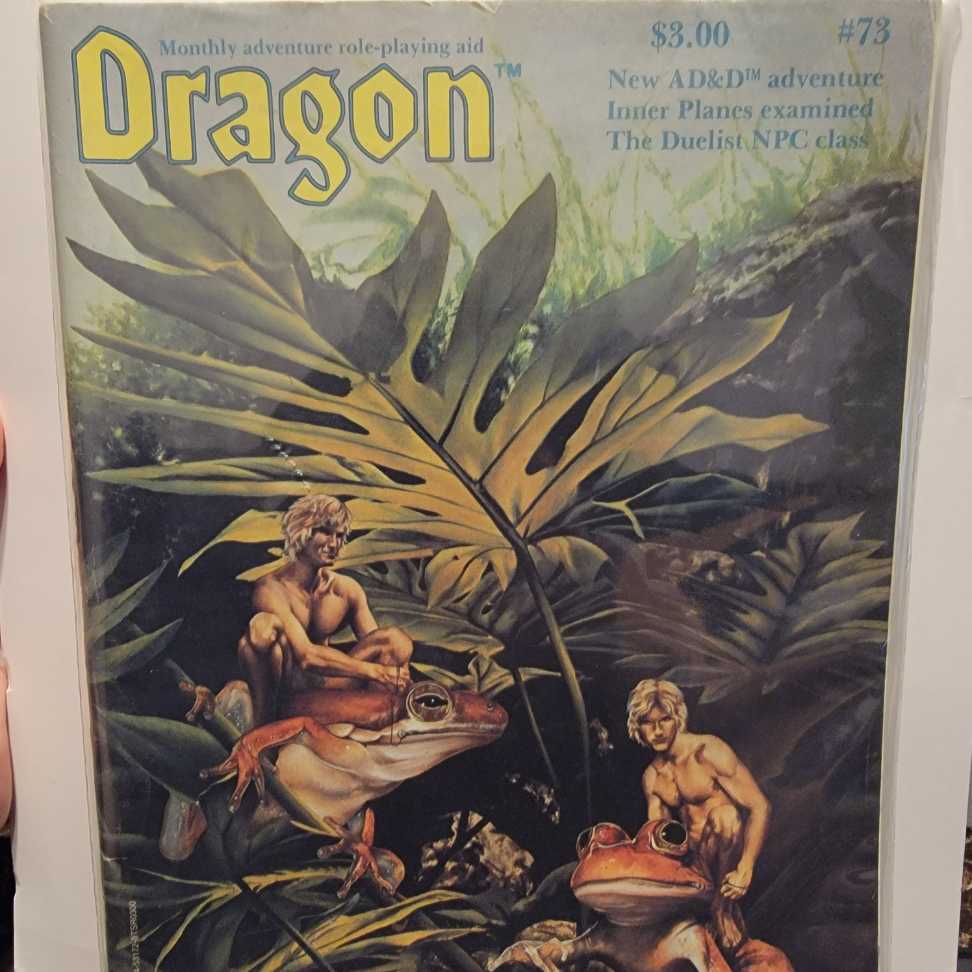 Monthly adventure role-playing aid
Dragon™
$3.00
#73
New AD&D™ adventure
Inner Planes examined
The Duelist NPC class